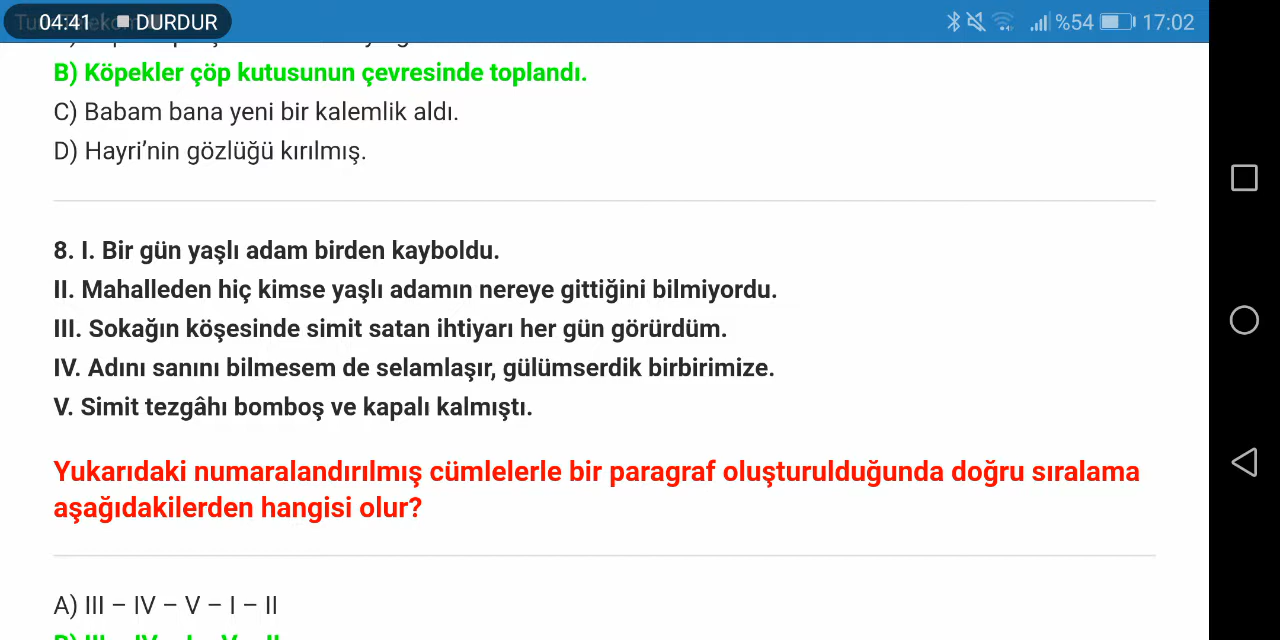 04:41 DURDUR %54 17:02
B) Köpekler çöp kutusunun çevresinde toplandı.
C) Babam bana yeni bir kalemlik aldı.
D) Hayri’nin gözlüğü kırılmış.
8. I. Bir gün yaşlı adam birden kayboldu.
II. Mahalleden hiç kimse yaşlı adamın nereye gittiğini bilmiyordu.
III. Sokağın köşesinde simit satan ihtiyarı her gün görürdüm.
IV. Adını sanını bilmesem de selamlaşır, gülümserdik birbirimize.
V. Simit tezgâhı bomboş ve kapalı kalmıştı.
Yukarıdaki numaralandırılmış cümlelerle bir paragraf oluşturulduğunda doğru sıralama
aşağıdakilerden hangisi olur?
A) III – IV – V – I – II
B) III – IV – I – V – II